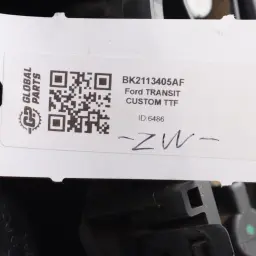 GLOBAL
PARTS
BK2113405AF
Ford TRANSIT
CUSTOM TTF
ID:6486
-ZW-